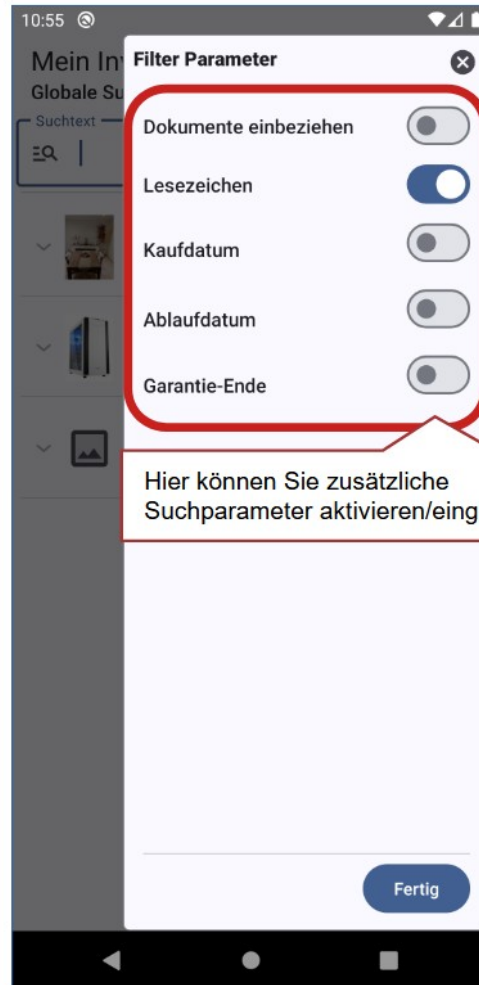 10:55
Mein In
Filter Parameter
Globale Su
Suchtext
Dokumente einbeziehen
Lesezeichen
Kaufdatum
Ablaufdatum
Garantie-Ende
Hier können Sie zusätzliche
Suchparameter aktivieren/eing
Fertig